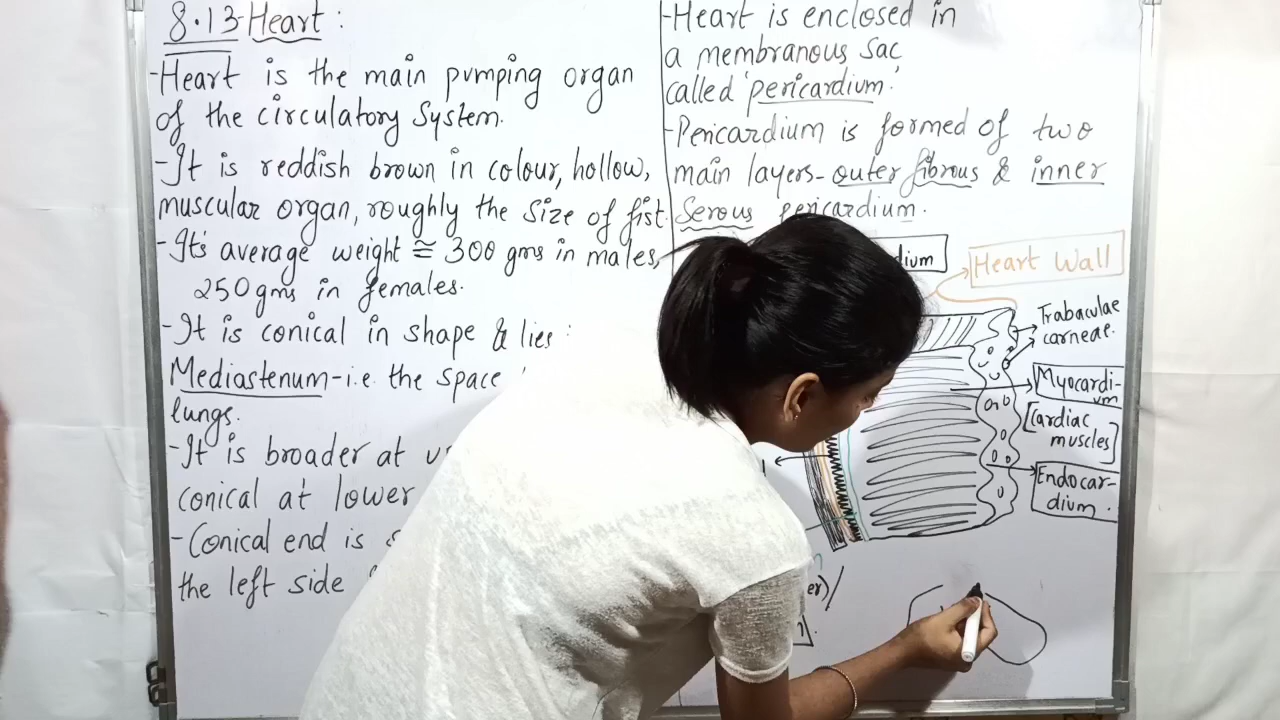 8.13 Heart :
-Heart is the main pumping organ
of the circulatory System.
-It is reddish brown in colour, hollow,
muscular organ, roughly the size of fist.
-Its average weight ≅ 300 gms in males,
250 gms in females.
-It is conical in shape & lies :
Mediastenum-i.e. the space
lungs.
-It is broader at
conical at lower
-Conical end is
the left side
-Heart is enclosed in
a membranous sac
called 'pericardium'.
-Pericardium is formed of two
main layers-outer fibrous & inner
Serous pericardium.
dium
Heart Wall
Trabaculae
carneae.
Myocardi-
um
[Cardiac
muscles]
Endocar-
dium.
er)/